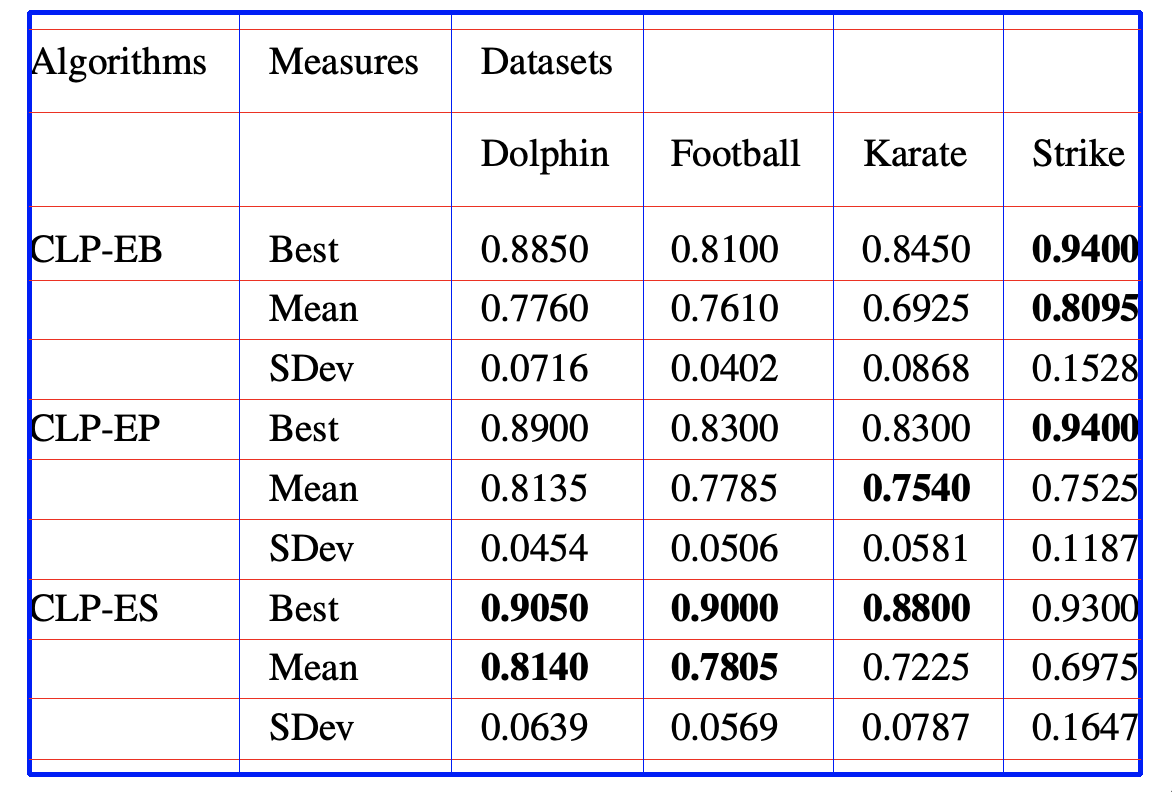 Algorithms Measures Datasets
Dolphin Football Karate Strike
CLP-EB Best 0.8850 0.8100 0.8450 0.9400
Mean 0.7760 0.7610 0.6925 0.8095
SDev 0.0716 0.0402 0.0868 0.1528
CLP-EP Best 0.8900 0.8300 0.8300 0.9400
Mean 0.8135 0.7785 0.7540 0.7525
SDev 0.0454 0.0506 0.0581 0.1187
CLP-ES Best 0.9050 0.9000 0.8800 0.9300
Mean 0.8140 0.7805 0.7225 0.6975
SDev 0.0639 0.0569 0.0787 0.1647